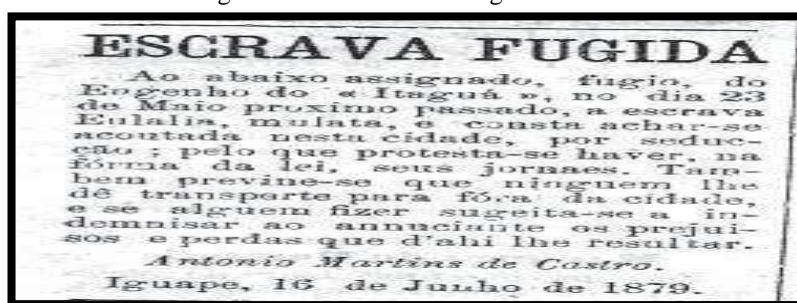 ESCRAVA FUGIDA
Ao abaixo assignado, fugio, do
Engenho do « Itaguá », no dia 23
de Maio proximo passado, a escrava
Eulalia, mulata, e consta achar-se
acoutada nesta cidade, por seduc-
ção ; pelo que protesta-se haver, na
fórma da lei, seus jornaes. Tam-
bem previne-se que ninguem lhe
dê transporte para fóra da cidade,
e se alguem fizer sugeita-se a in-
demnisar ao annuciante os prejui-
sos e perdas que d'ahi lhe resultar.
Antonio Martins de Castro.
Iguape, 16 de Junho de 1879.